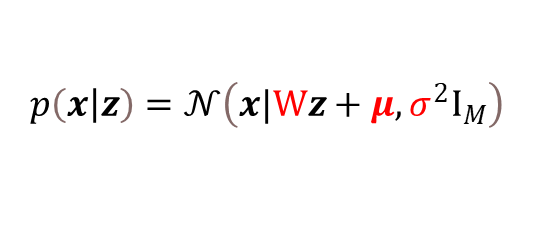 p(x|z) = 𝒩(x|Wz + μ, σ²I_M)